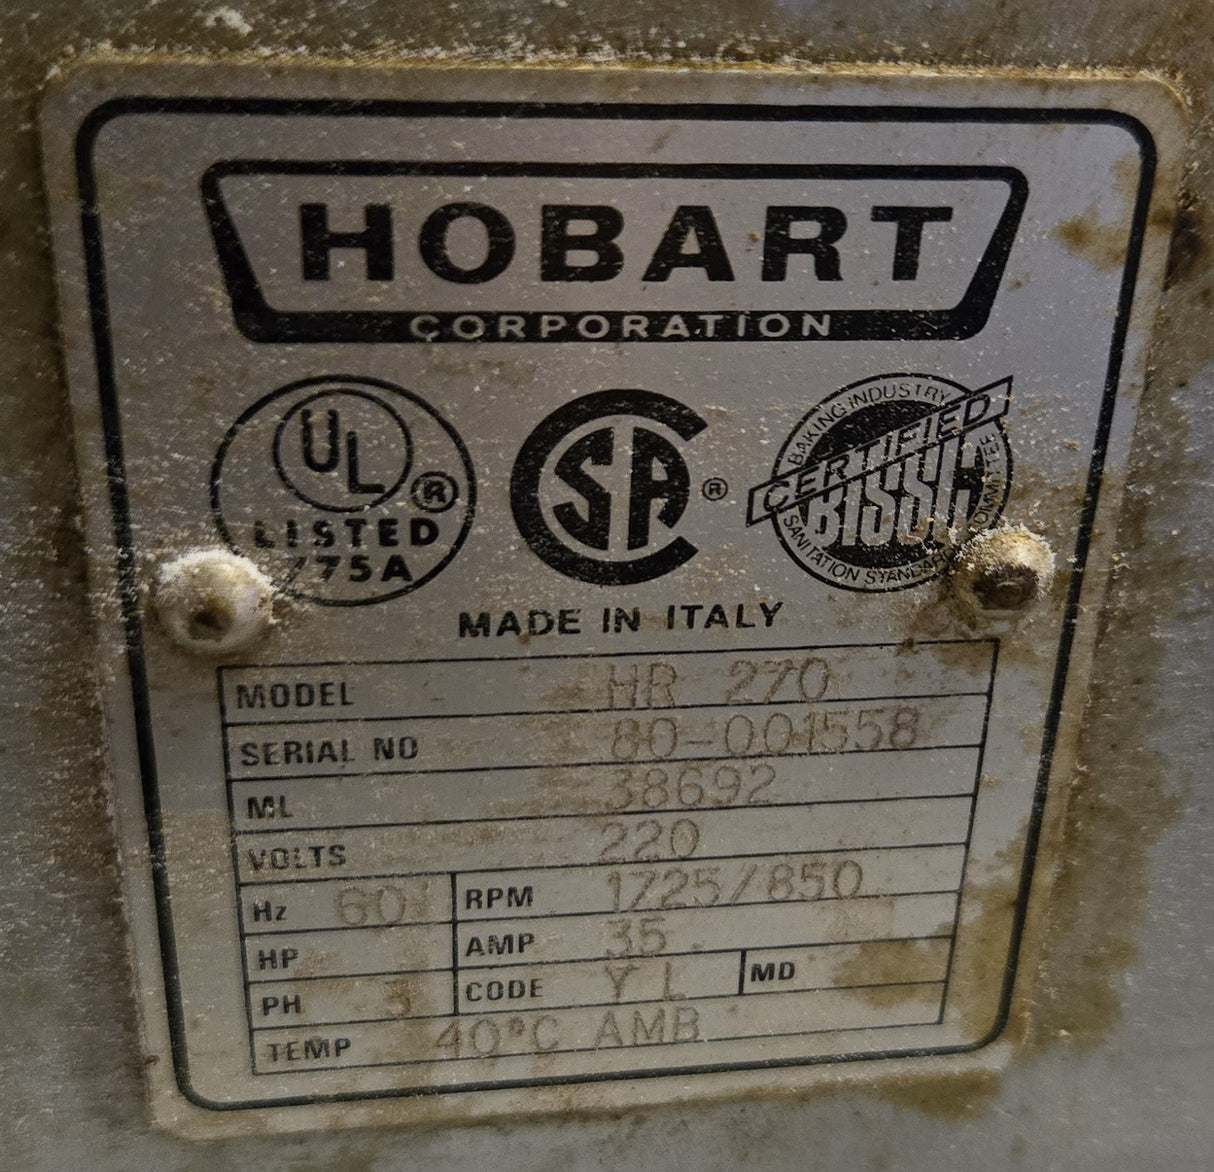 HOBART
CORPORATION
UL ®
LISTED
775A
CSA ®
BAKING INDUSTRY
CERTIFIED
BISSC
SANITATION STANDARDS COMMITTEE
MADE IN ITALY
MODEL HR 270
SERIAL NO 80-001558
ML 38692
VOLTS 220
Hz 60 RPM 1725/850
HP AMP 35
PH 3 CODE Y L MD
TEMP 40°C AMB